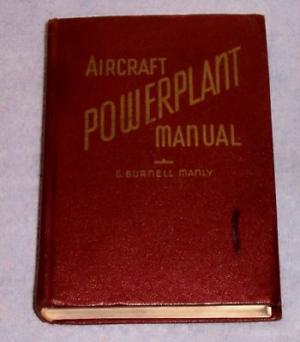 AIRCRAFT
POWERPLANT
MANUAL
G. BURNELL MANLY